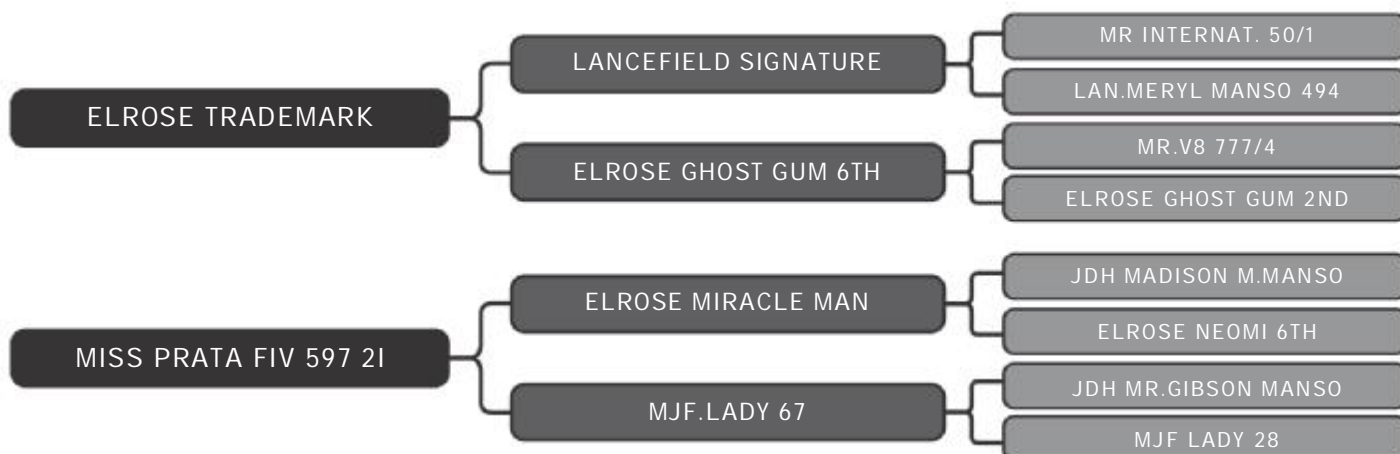 ELROSE TRADEMARK
LANCEFIELD SIGNATURE
MR INTERNAT. 50/1
LAN.MERYL MANSO 494
ELROSE GHOST GUM 6TH
MR.V8 777/4
ELROSE GHOST GUM 2ND
MISS PRATA FIV 597 2I
ELROSE MIRACLE MAN
JDH MADISON M.MANSO
ELROSE NEOMI 6TH
MJF.LADY 67
JDH MR.GIBSON MANSO
MJF LADY 28